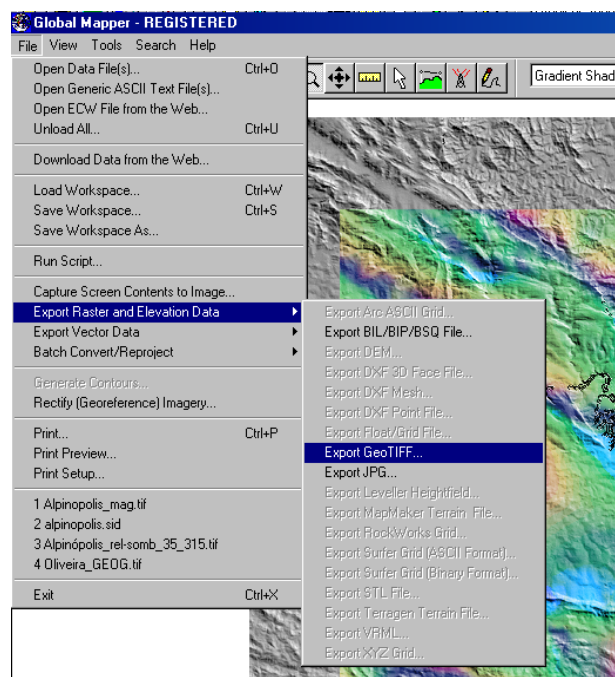 Global Mapper - REGISTERED
File View Tools Search Help
Open Data File(s)... Ctrl+O
Open Generic ASCII Text File(s)...
Open ECW File from the Web...
Unload All... Ctrl+U
Download Data from the Web...
Load Workspace... Ctrl+W
Save Workspace... Ctrl+S
Save Workspace As...
Run Script...
Capture Screen Contents to Image...
Export Raster and Elevation Data
Export Vector Data
Batch Convert/Reproject
Generate Contours...
Rectify (Georeference) Imagery...
Print... Ctrl+P
Print Preview...
Print Setup...
1 Alpinopolis_mag.tif
2 alpinopolis.sid
3 Alpinópolis_rel-somb_35_315.tif
4 Oliveira_GEOG.tif
Exit Ctrl+X
Gradient Shad
Export Arc ASCII Grid...
Export BIL/BIP/BSQ File...
Export DEM...
Export DXF 3D Face File...
Export DXF Mesh...
Export DXF Point File...
Export Float/Grid File...
Export GeoTIFF...
Export JPG...
Export Leveller Heightfield...
Export MapMaker Terrain File...
Export RockWorks Grid...
Export Surfer Grid (ASCII Format)...
Export Surfer Grid (Binary Format)...
Export STL File...
Export Terragen Terrain File...
Export VRML...
Export XYZ Grid...